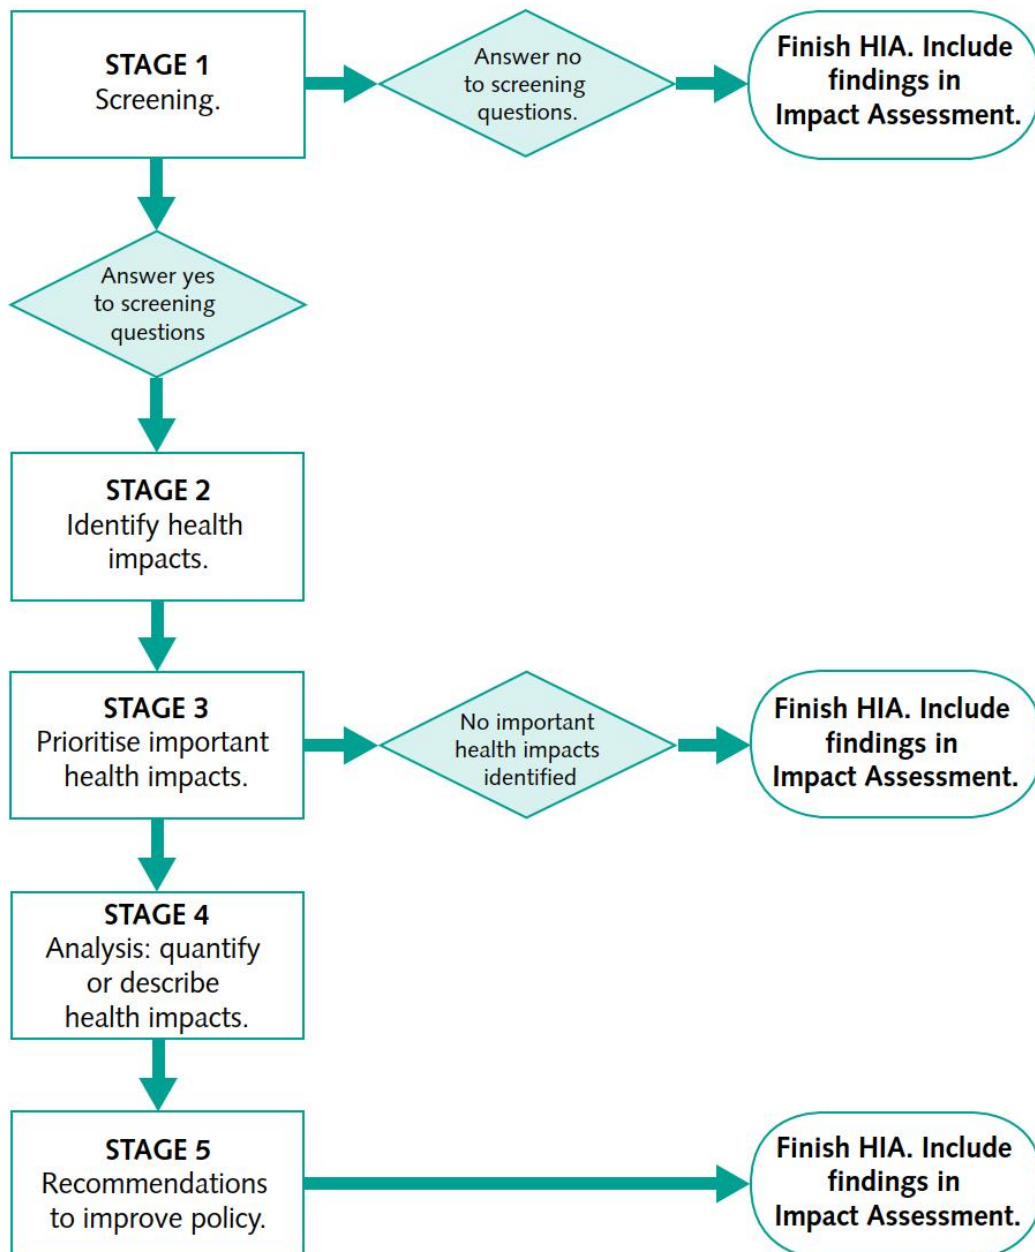 STAGE 1
Screening.
Answer no
to screening
questions.
Finish HIA. Include
findings in
Impact Assessment.
Answer yes
to screening
questions
STAGE 2
Identify health
impacts.
STAGE 3
Prioritise important
health impacts.
No important
health impacts
identified
Finish HIA. Include
findings in
Impact Assessment.
STAGE 4
Analysis: quantify
or describe
health impacts.
STAGE 5
Recommendations
to improve policy.
Finish HIA. Include
findings in
Impact Assessment.